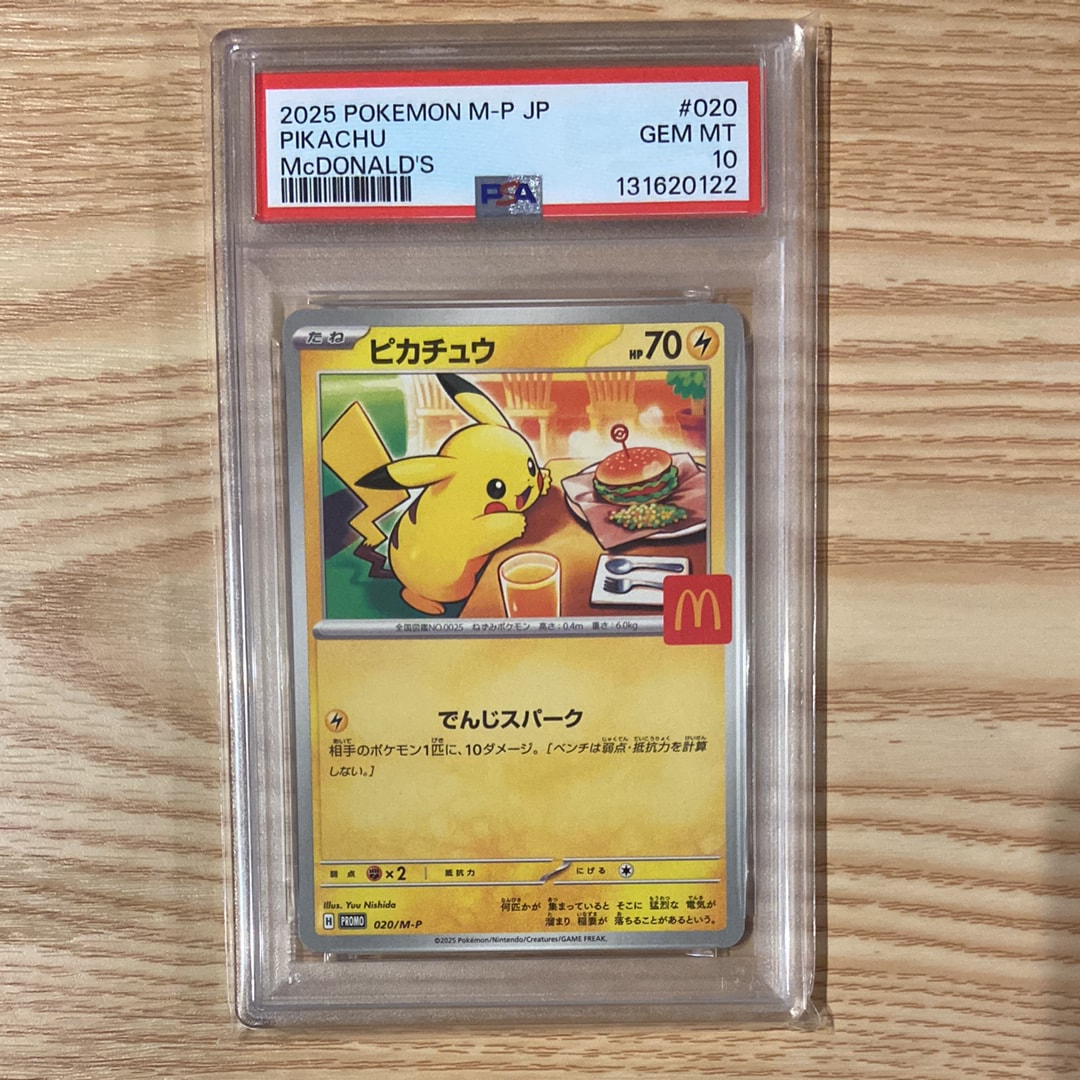 2025 POKEMON M-P JP #020
PIKACHU GEM MT
McDONALD'S 10
PSA 131620122
たね ピカチュウ HP70
全国図鑑NO.0025 ねずみポケモン 高さ:0.4m 重さ:6.0kg
M
でんじスパーク
相手のポケモン1匹に、10ダメージ。[ベンチは弱点・抵抗力を計算
しない。]
弱点 ×2 抵抗力 にげる
Illus. Yuu Nishida
何匹かが 集まっていると そこに 猛烈な 電気が
溜まり 稲妻が 落ちることがあるという。
H PROMO 020/M-P
©2025 Pokémon/Nintendo/Creatures/GAME FREAK.